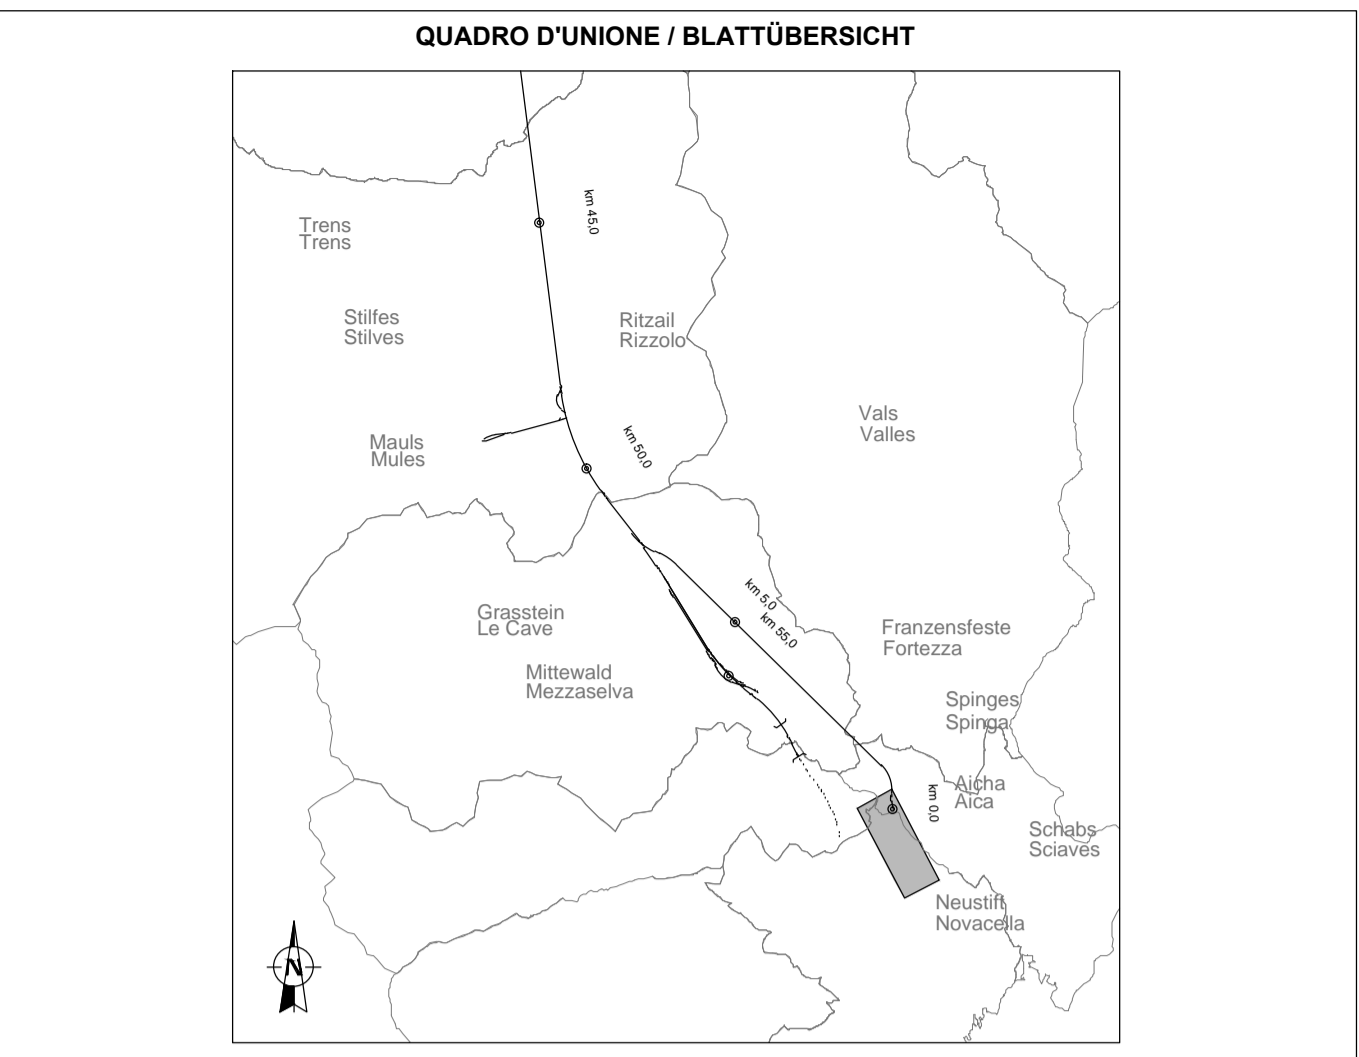 QUADRO D'UNIONE / BLATTÜBERSICHT
km 45,0
Trens
Trens
Stilfes
Stilves
Ritzail
Rizzolo
Vals
Valles
Mauls
Mules
km 50,0
km 5,0
km 55,0
Grasstein
Le Cave
Franzensfeste
Fortezza
Mittewald
Mezzaselva
Spinges
Spinga
Aicha
Aica
km 0,0
Schabs
Sciaves
Neustift
Novacella
N